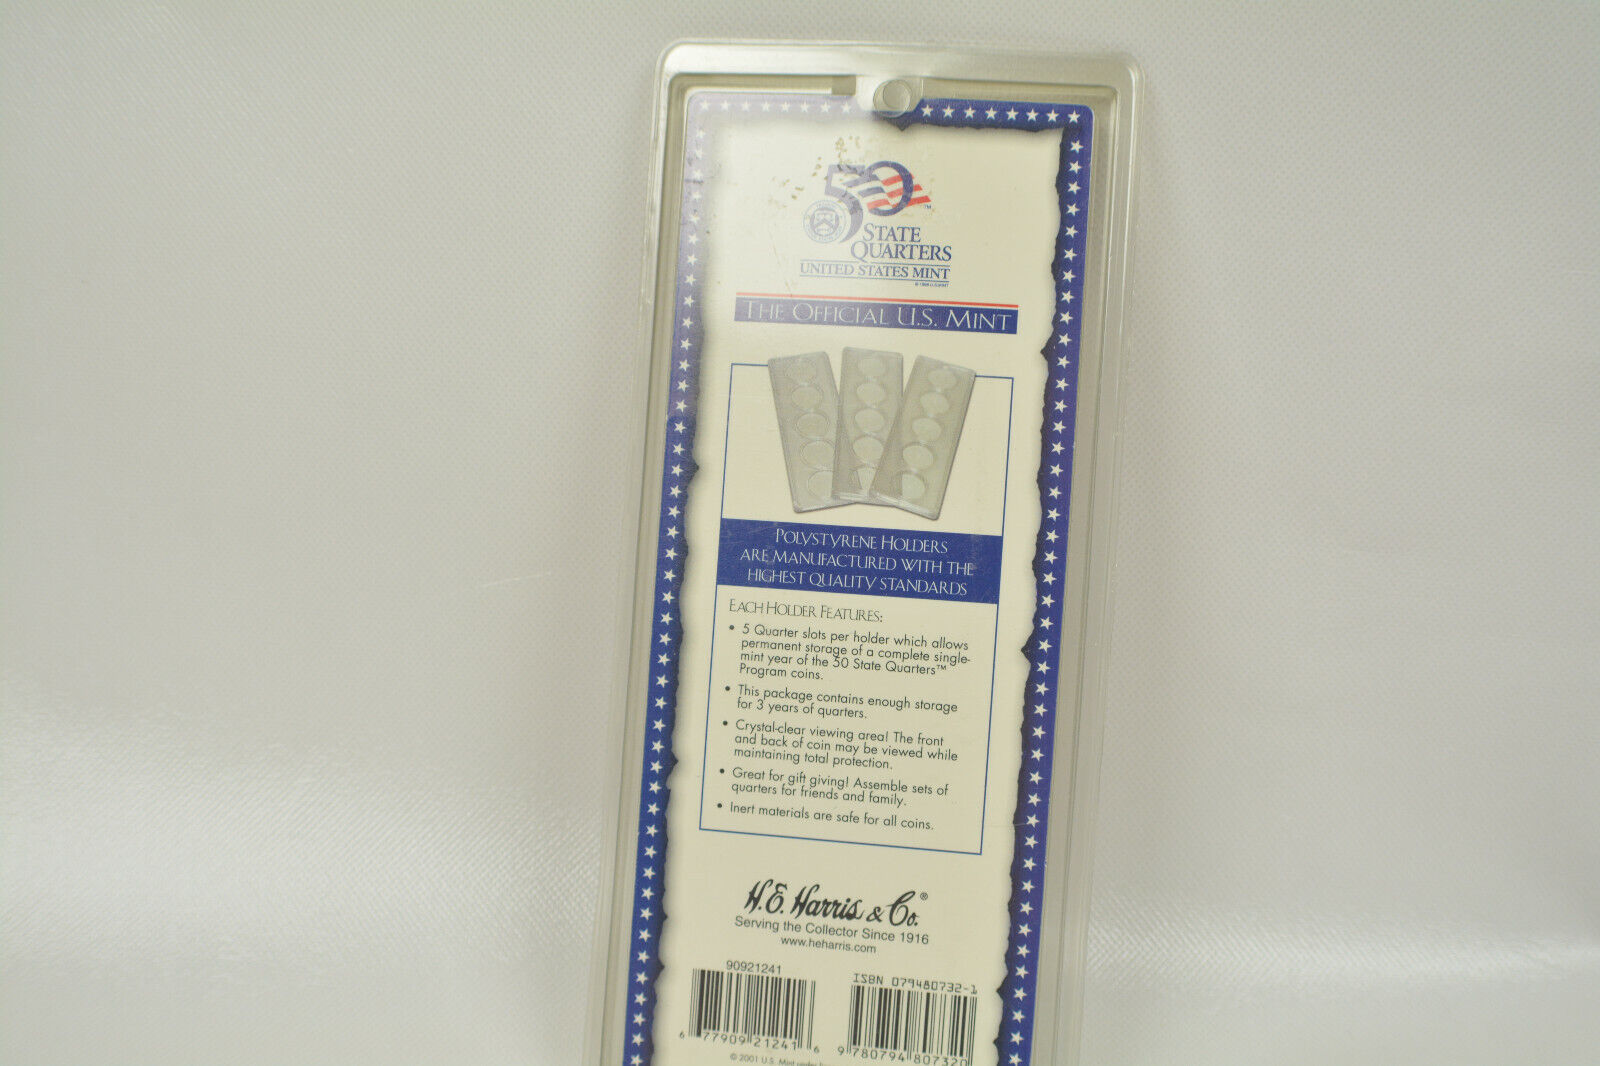 50
STATE
QUARTERS
™
UNITED STATES MINT
THE OFFICIAL U.S. MINT
POLYSTYRENE HOLDERS
ARE MANUFACTURED WITH THE
HIGHEST QUALITY STANDARDS
EACH HOLDER FEATURES:
• 5 Quarter slots per holder which allows
permanent storage of a complete single-
mint year of the 50 State Quarters™
Program coins.
• This package contains enough storage
for 3 years of quarters.
• Crystal-clear viewing area! The front
and back of coin may be viewed while
maintaining total protection.
• Great for gift giving! Assemble sets of
quarters for friends and family.
• Inert materials are safe for all coins.
H.E. Harris & Co.®
Serving the Collector Since 1916
www.heharris.com
90921241
ISBN 079480732-1
6 77909 21241 6
9 780794 807320
© 2001 U.S. Mint under